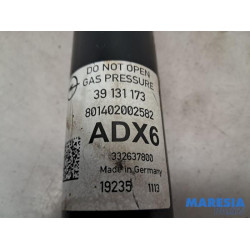 DO NOT OPEN
GAS PRESSURE
39 131 173
801402002582
ADX6
332637800
Made in Germany
19235 1113
MARESIA